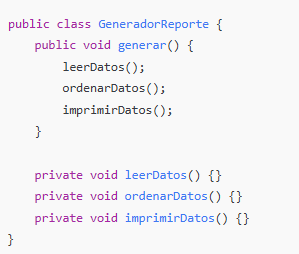 public class GeneradorReporte {
    public void generar() {
        leerDatos();
        ordenarDatos();
        imprimirDatos();
    }

    private void leerDatos() {}
    private void ordenarDatos() {}
    private void imprimirDatos() {}
}